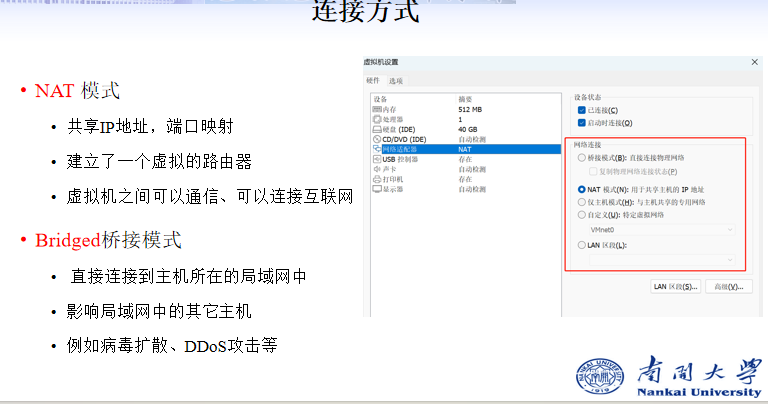 连接方式
• NAT 模式
• 共享IP地址，端口映射
• 建立了一个虚拟的路由器
• 虚拟机之间可以通信、可以连接互联网
• Bridged桥接模式
• 直接连接到主机所在的局域网中
• 影响局域网中的其它主机
• 例如病毒扩散、DDoS攻击等
虚拟机设置
硬件 选项
设备 摘要
内存 512 MB
处理器 1
硬盘 (IDE) 40 GB
CD/DVD (IDE) 自动检测
网络适配器 NAT
USB 控制器 存在
声卡 自动检测
打印机 存在
显示器 自动检测
设备状态
已连接(C)
启动时连接(O)
网络连接
桥接模式(B): 直接连接物理网络
复制物理网络连接状态(P)
NAT 模式(N): 用于共享主机的 IP 地址
仅主机模式(H): 与主机共享的专用网络
自定义(U): 特定虚拟网络
VMnet0
LAN 区段(L):
LAN 区段(S)... 高级(V)...
南开大学
Nankai University